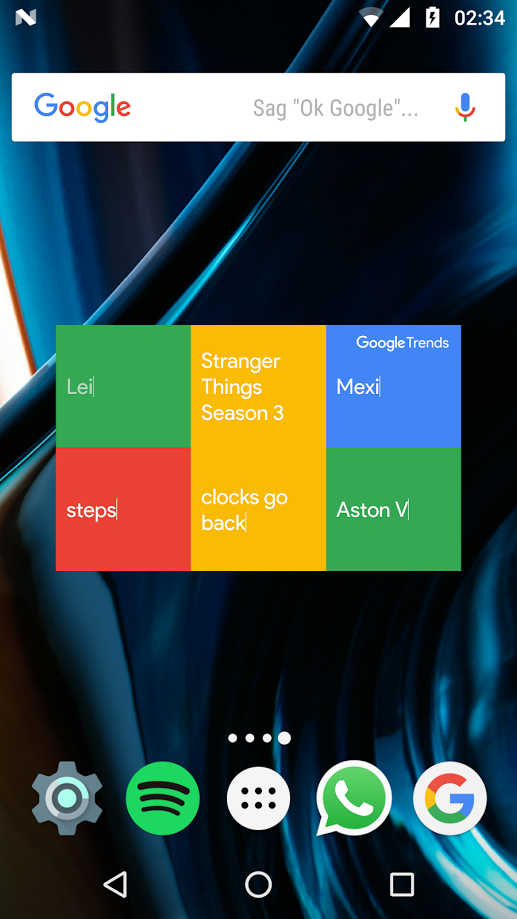 02:34
Google Sag "Ok Google"...
Google Trends
Lei
Stranger
Things
Season 3
Mexi
steps
clocks go
back
Aston V